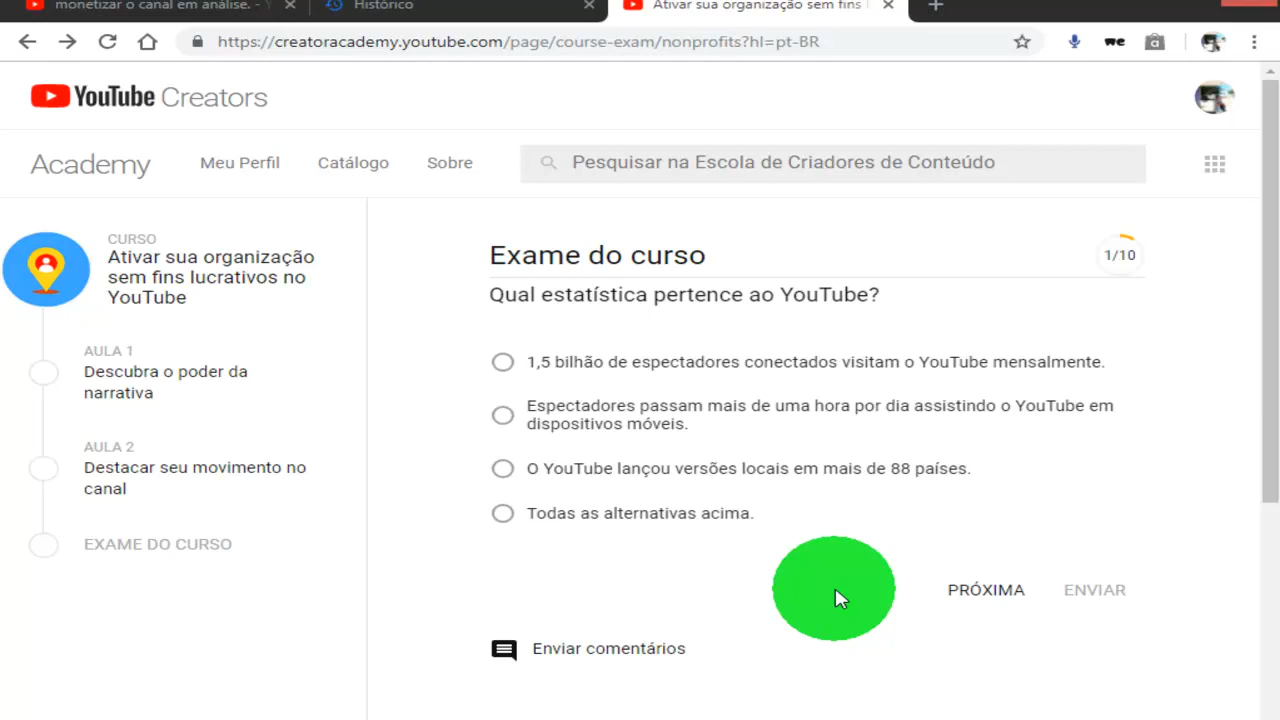 monetizar o canal em análise. - Y
Histórico
Ativar sua organização sem fins l
https://creatoracademy.youtube.com/page/course-exam/nonprofits?hl=pt-BR
we
a
YouTube Creators
Academy
Meu Perfil
Catálogo
Sobre
Pesquisar na Escola de Criadores de Conteúdo
CURSO
Ativar sua organização
sem fins lucrativos no
YouTube
AULA 1
Descubra o poder da
narrativa
AULA 2
Destacar seu movimento no
canal
EXAME DO CURSO
Exame do curso
1/10
Qual estatística pertence ao YouTube?
1,5 bilhão de espectadores conectados visitam o YouTube mensalmente.
Espectadores passam mais de uma hora por dia assistindo o YouTube em
dispositivos móveis.
O YouTube lançou versões locais em mais de 88 países.
Todas as alternativas acima.
PRÓXIMA
ENVIAR
Enviar comentários